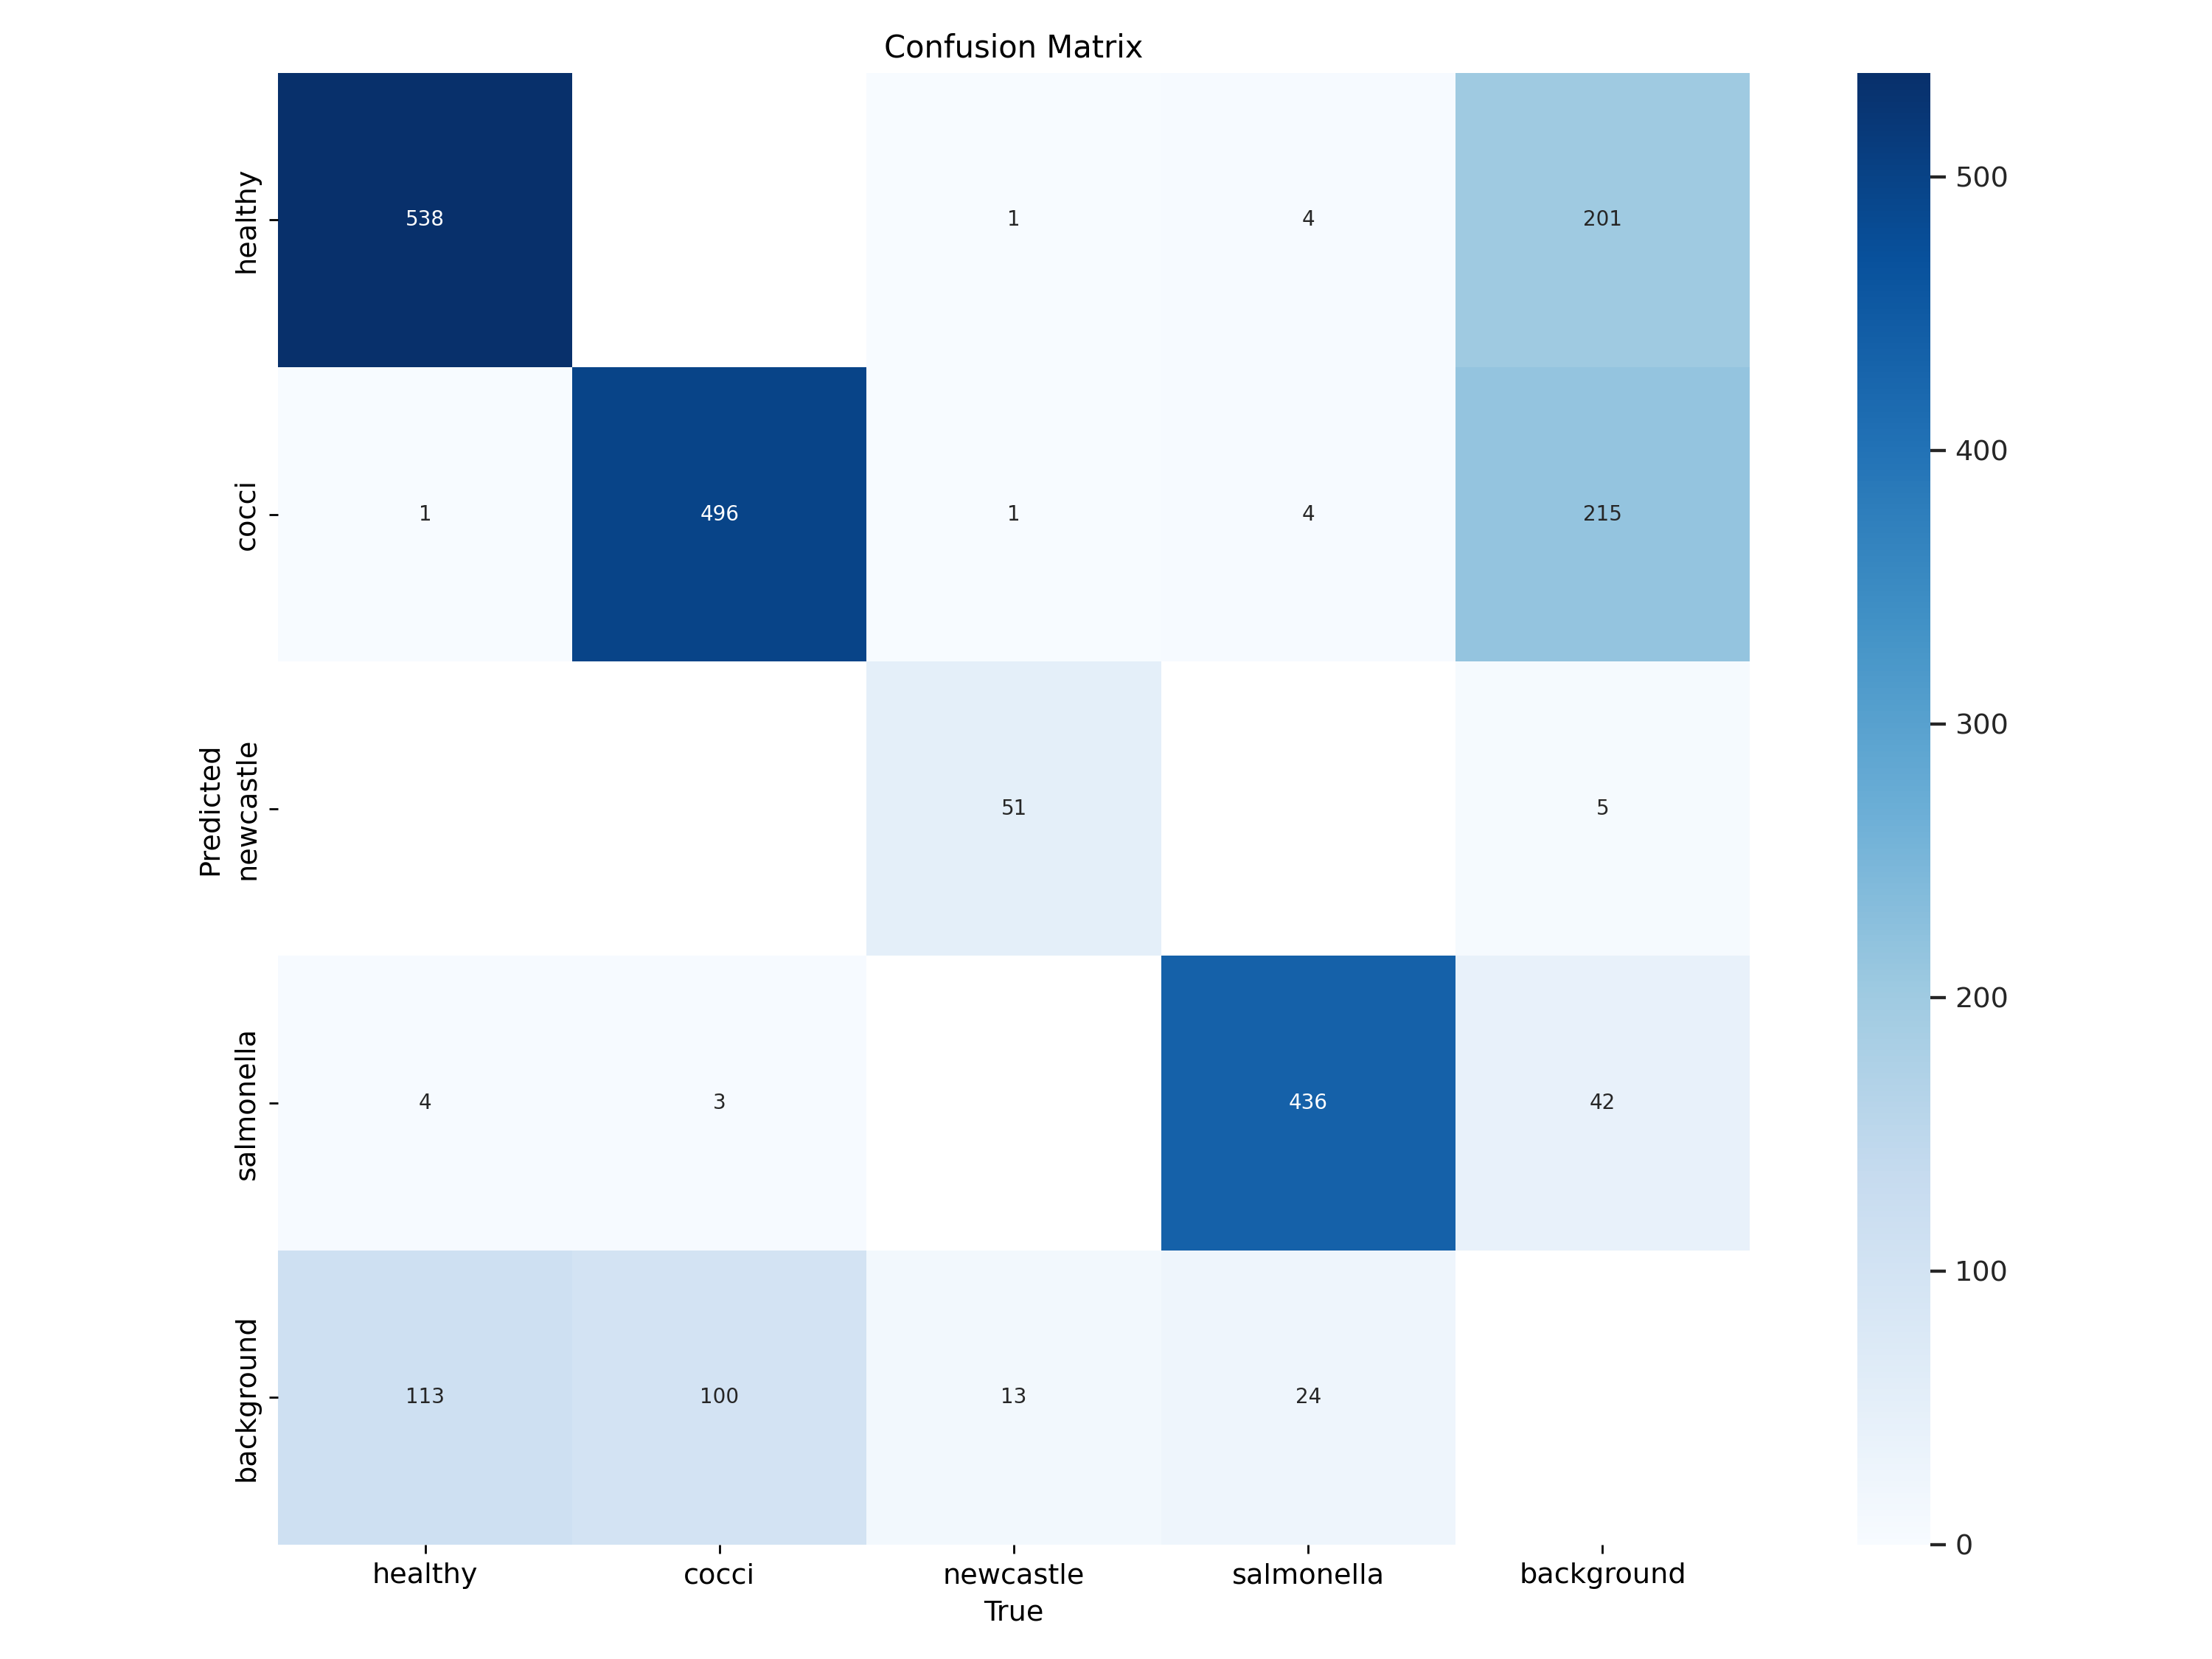 Confusion Matrix
healthy
538
1
4
201
500
cocci
1
496
1
4
215
400
300
Predicted
newcastle
51
5
200
salmonella
4
3
436
42
100
background
113
100
13
24
0
healthy
cocci
newcastle
salmonella
background
True